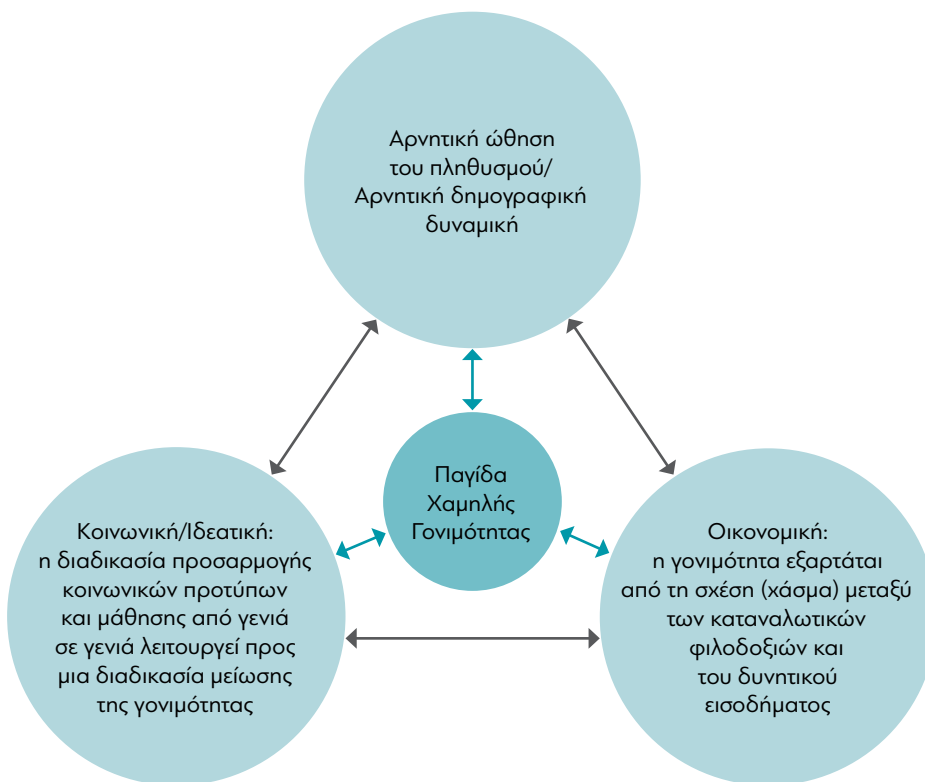 Αρνητική ώθηση
του πληθυσμού/
Αρνητική δημογραφική
δυναμική
Παγίδα
Χαμηλής
Γονιμότητας
Κοινωνική/Ιδεατική:
η διαδικασία προσαρμογής
κοινωνικών προτύπων
και μάθησης από γενιά
σε γενιά λειτουργεί προς
μια διαδικασία μείωσης
της γονιμότητας
Οικονομική:
η γονιμότητα εξαρτάται
από τη σχέση (χάσμα) μεταξύ
των καταναλωτικών
φιλοδοξιών και
του δυνητικού
εισοδήματος